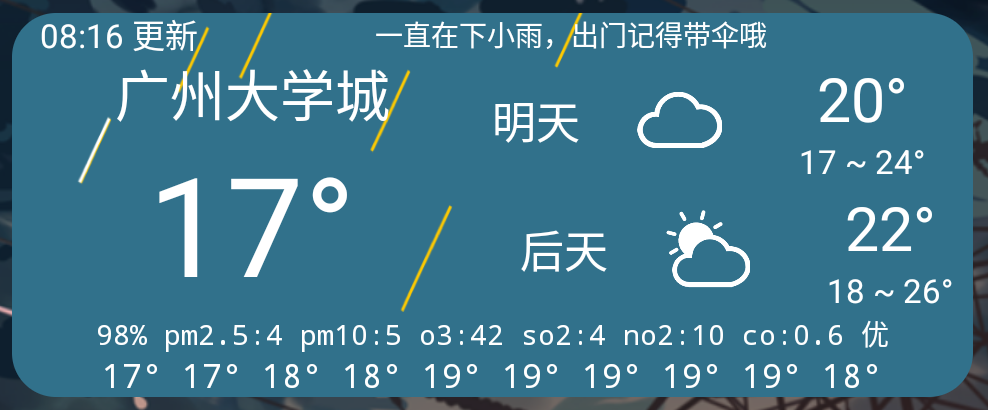 08:16 更新
一直在下小雨，出门记得带伞哦
广州大学城
17°
明天
20°
17 ~ 24°
后天
22°
18 ~ 26°
98% pm2.5:4 pm10:5 o3:42 so2:4 no2:10 co:0.6 优
17° 17° 18° 18° 19° 19° 19° 19° 19° 18°